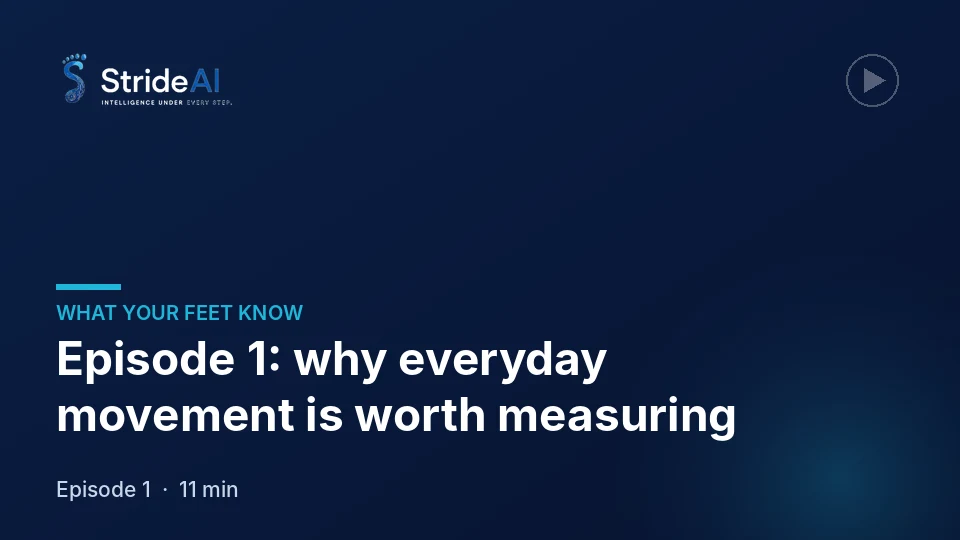 StrideAI
INTELLIGENCE UNDER EVERY STEP.
WHAT YOUR FEET KNOW
Episode 1: why everyday
movement is worth measuring
Episode 1 · 11 min